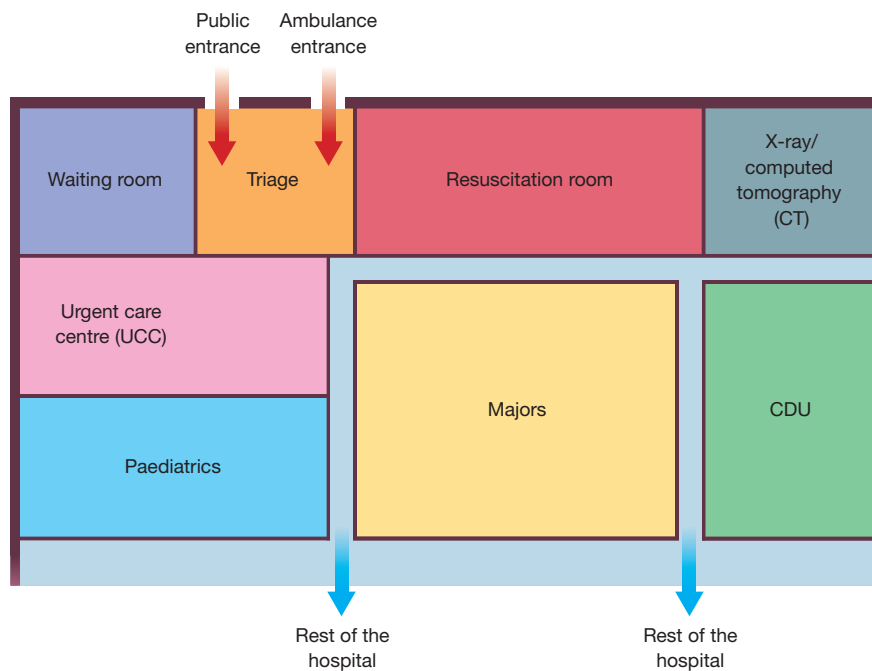 Public
entrance
Ambulance
entrance
Waiting room
Triage
Resuscitation room
X-ray/
computed
tomography
(CT)
Urgent care
centre (UCC)
Majors
CDU
Paediatrics
Rest of the
hospital
Rest of the
hospital